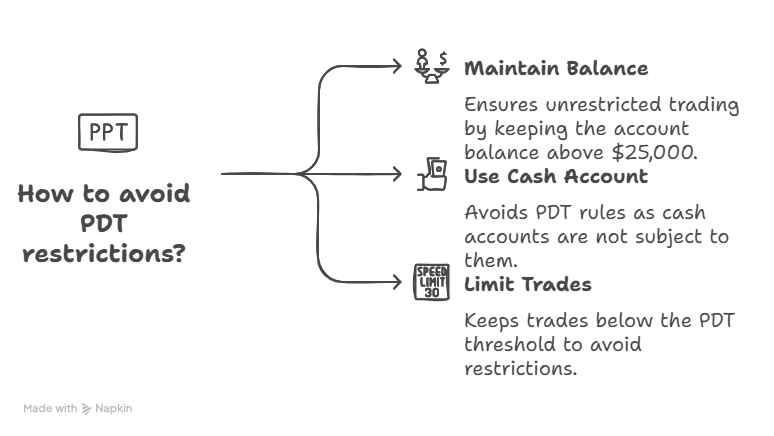 PPT
How to avoid
PDT
restrictions?
Maintain Balance
Ensures unrestricted trading
by keeping the account
balance above $25,000.
Use Cash Account
Avoids PDT rules as cash
accounts are not subject to
them.
SPEED
LIMIT
30
Limit Trades
Keeps trades below the PDT
threshold to avoid
restrictions.
$
Made with Napkin